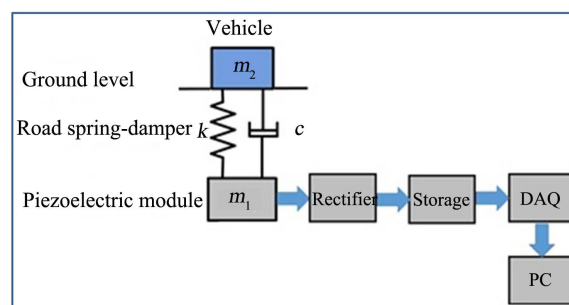 Vehicle
m₂
Ground level
Road spring-damper k c
Piezoelectric module
m₁
Rectifier
Storage
DAQ
PC